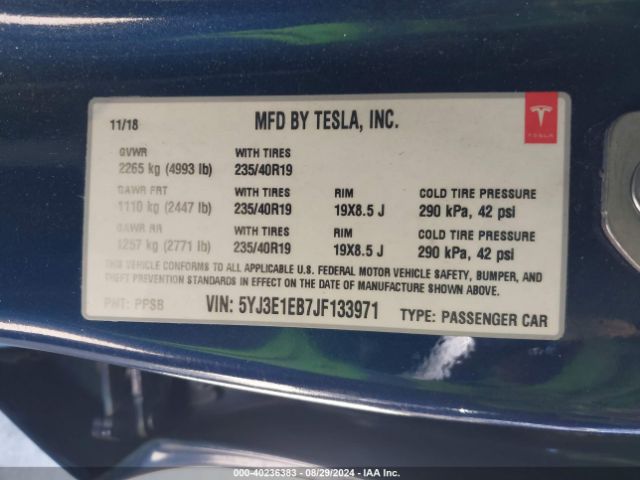 11/18 MFD BY TESLA, INC.
TESLA
GVWR WITH TIRES
2265 kg (4993 lb) 235/40R19
GAWR FRT WITH TIRES RIM COLD TIRE PRESSURE
1110 kg (2447 lb) 235/40R19 19X8.5 J 290 kPa, 42 psi
GAWR RR WITH TIRES RIM COLD TIRE PRESSURE
1257 kg (2771 lb) 235/40R19 19X8.5 J 290 kPa, 42 psi
THIS VEHICLE CONFORMS TO ALL APPLICABLE U.S. FEDERAL MOTOR VEHICLE SAFETY, BUMPER, AND
THEFT PREVENTION STANDARDS IN EFFECT ON THE DATE OF MANUFACTURE SHOWN ABOVE.
PNT: PPSB VIN: 5YJ3E1EB7JF133971 TYPE: PASSENGER CAR
000-40236383 - 08/29/2024 - IAA Inc.